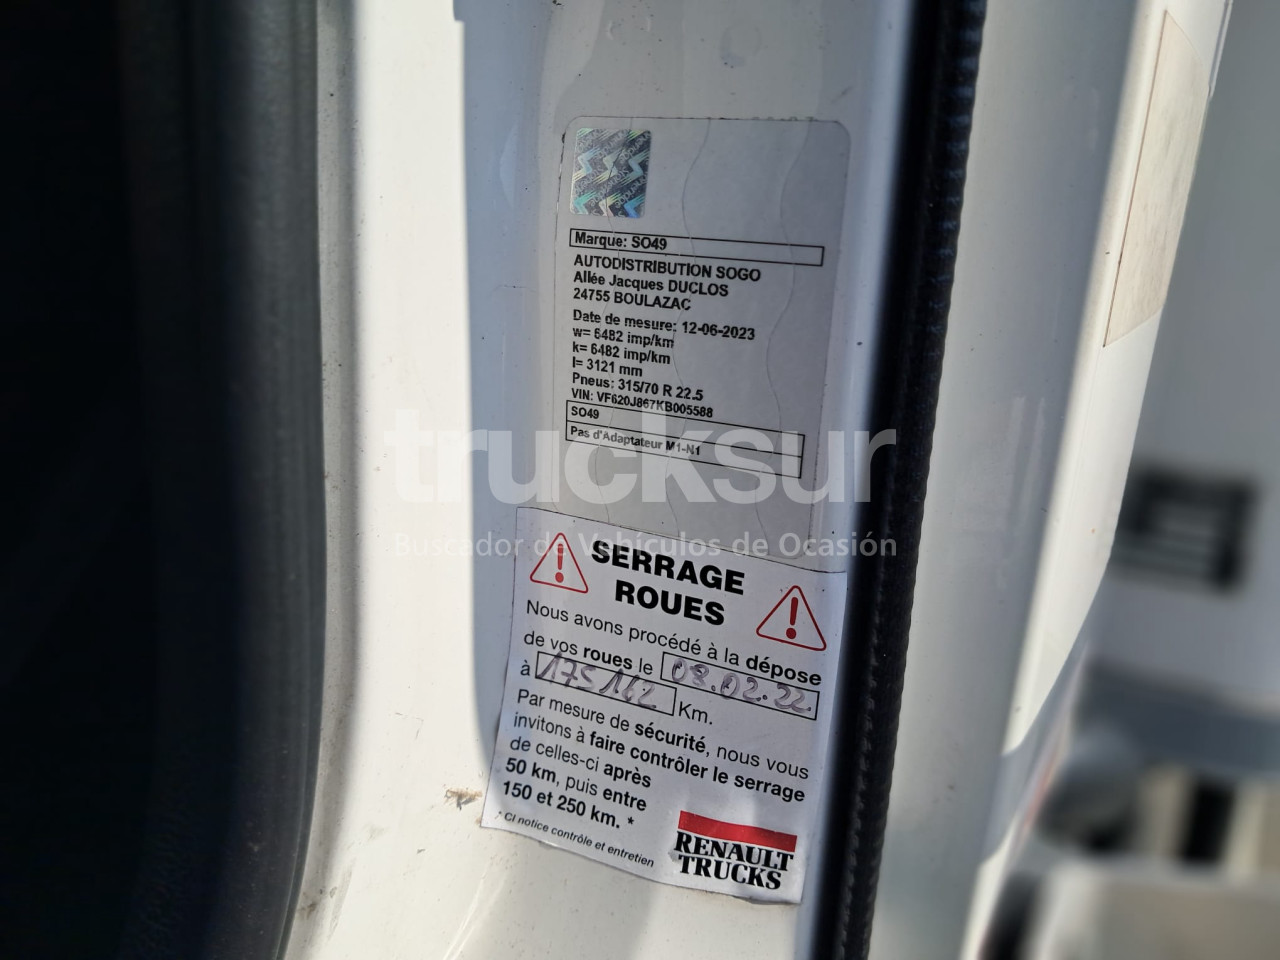 Marque: SO49
AUTODISTRIBUTION SOGO
Allée Jacques DUCLOS
24755 BOULAZAC
Date de mesure: 12-06-2023
w= 6482 imp/km
k= 6482 imp/km
l= 3121 mm
Pneus: 315/70 R 22.5
VIN: VF620J867KB005588
SO49
Pas d'Adaptateur M1-N1
trucksur
Buscador de Vehículos de Ocasión
SERRAGE
ROUES
Nous avons procédé à la dépose
de vos roues le 08.02.22
à 175162 Km.
Par mesure de sécurité, nous vous
invitons à faire contrôler le serrage
de celles-ci après
50 km, puis entre
150 et 250 km. *
* CI notice contrôle et entretien
RENAULT
TRUCKS